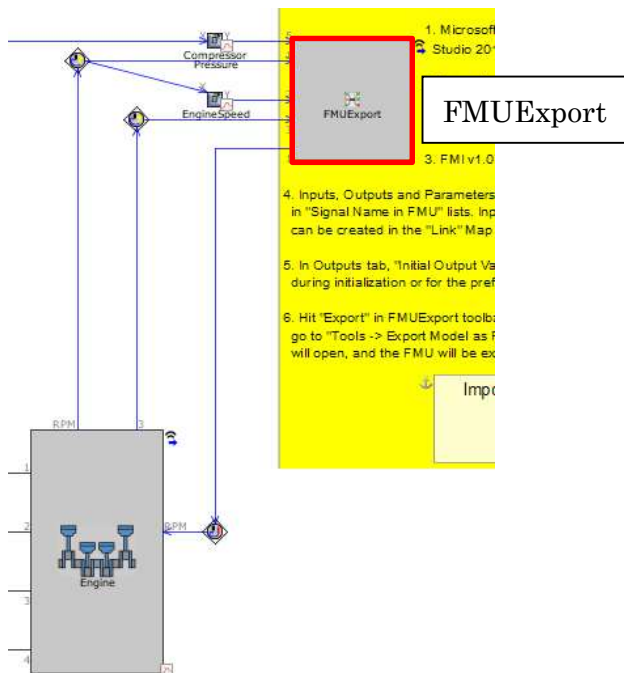 1. Microsoft
Studio 201
X Y
Compressor
Pressure
X Y
EngineSpeed
FMUExport
FMUExport
3. FMI v1.0
4. Inputs, Outputs and Parameters
in "Signal Name in FMU" lists. Inp
can be created in the "Link" Map
5. In Outputs tab, "Initial Output Va
during initialization or for the pref
6. Hit "Export" in FMUExport toolba
go to "Tools -> Export Model as F
will open, and the FMU will be ex
Impo
RPM
3
1
2
RPM
Engine
3
4